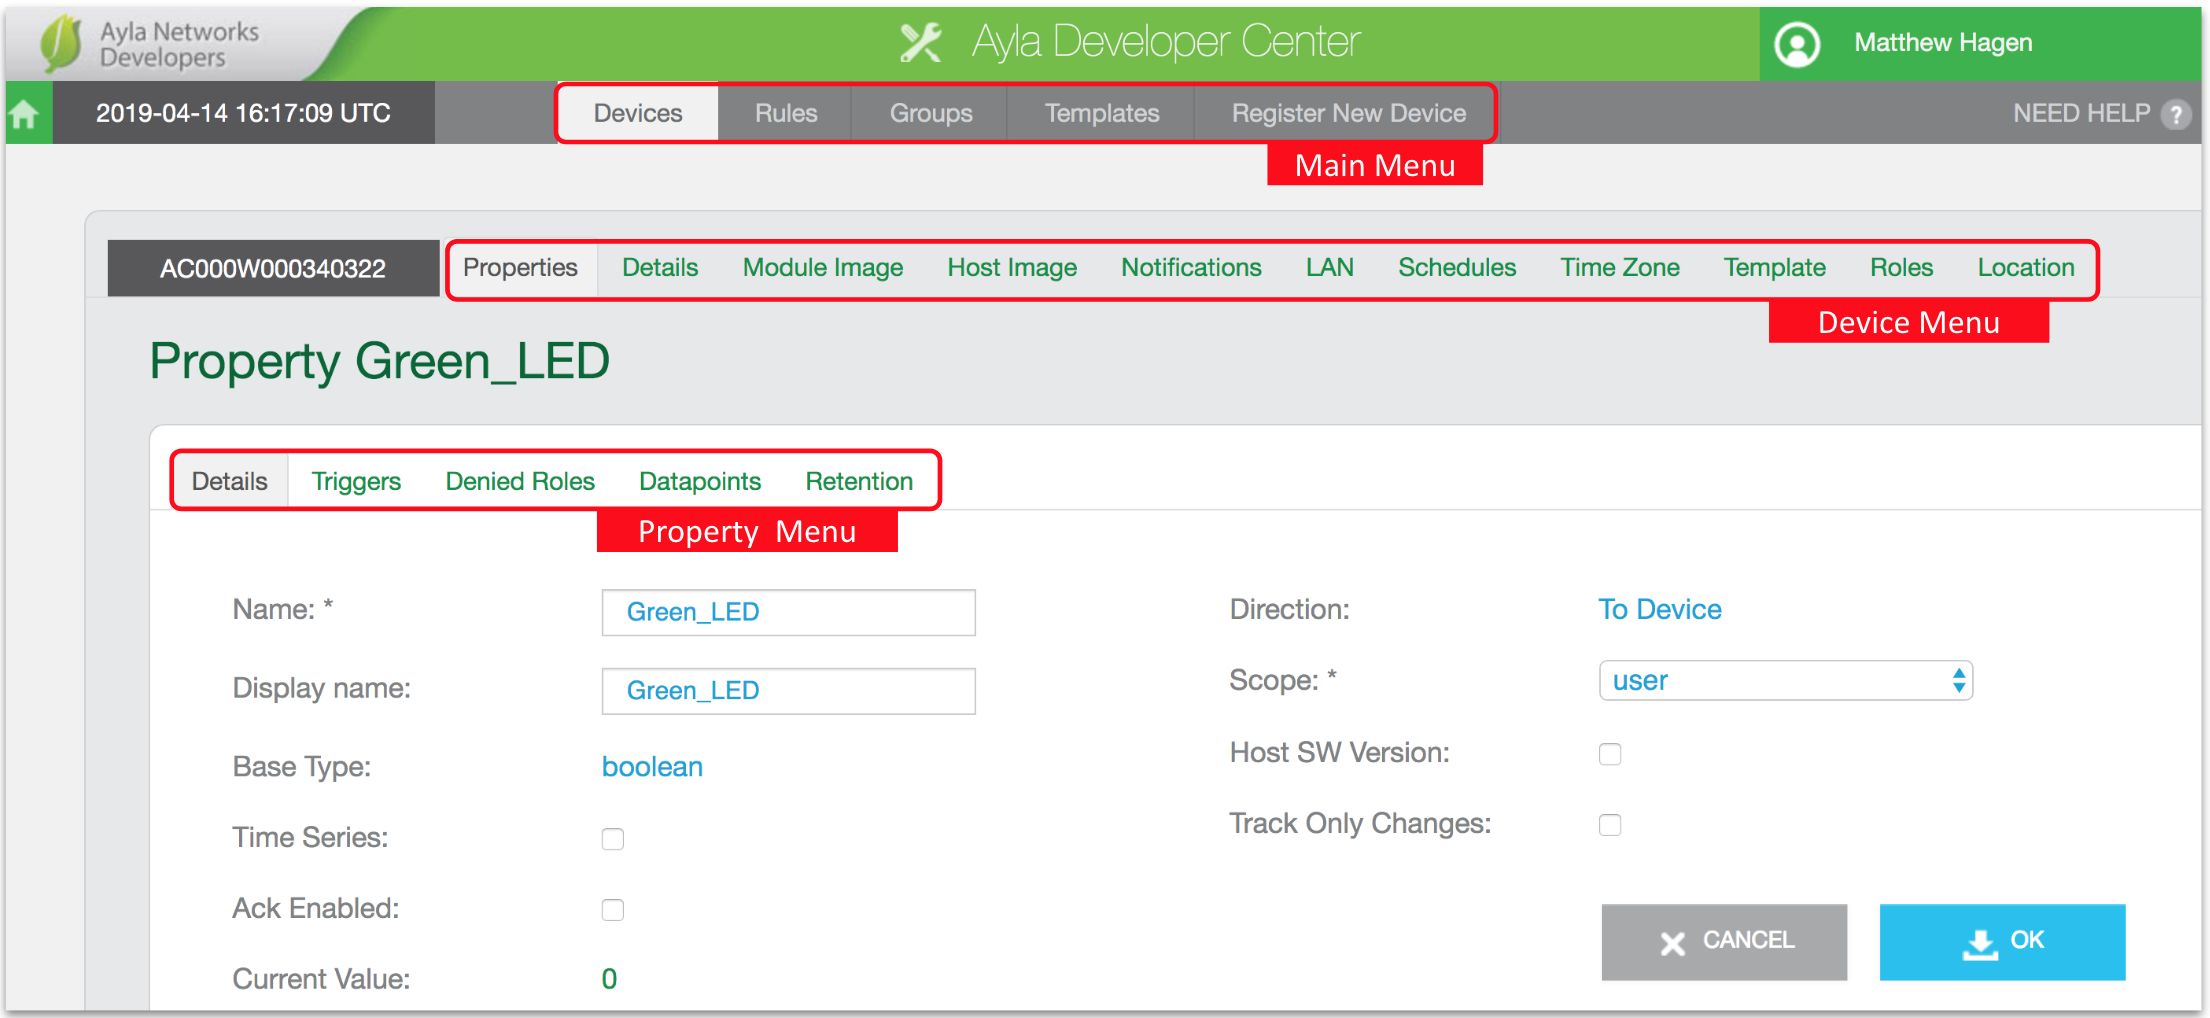 Ayla Networks
Developers
Ayla Developer Center
Matthew Hagen
2019-04-14 16:17:09 UTC
Devices Rules Groups Templates Register New Device
NEED HELP ?
Main Menu
AC000W000340322
Properties Details Module Image Host Image Notifications LAN Schedules Time Zone Template Roles Location
Device Menu
Property Green_LED
Details Triggers Denied Roles Datapoints Retention
Property Menu
Name: * Green_LED
Display name: Green_LED
Base Type: boolean
Time Series:
Ack Enabled:
Current Value: 0
Direction: To Device
Scope: * user
Host SW Version:
Track Only Changes:
CANCEL OK